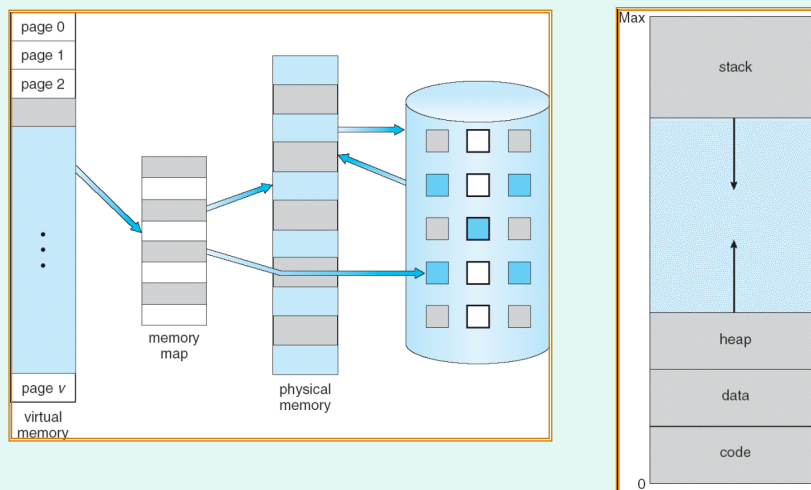 page 0
page 1
page 2
page v
virtual
memory
memory
map
physical
memory
Max
stack
heap
data
code
0